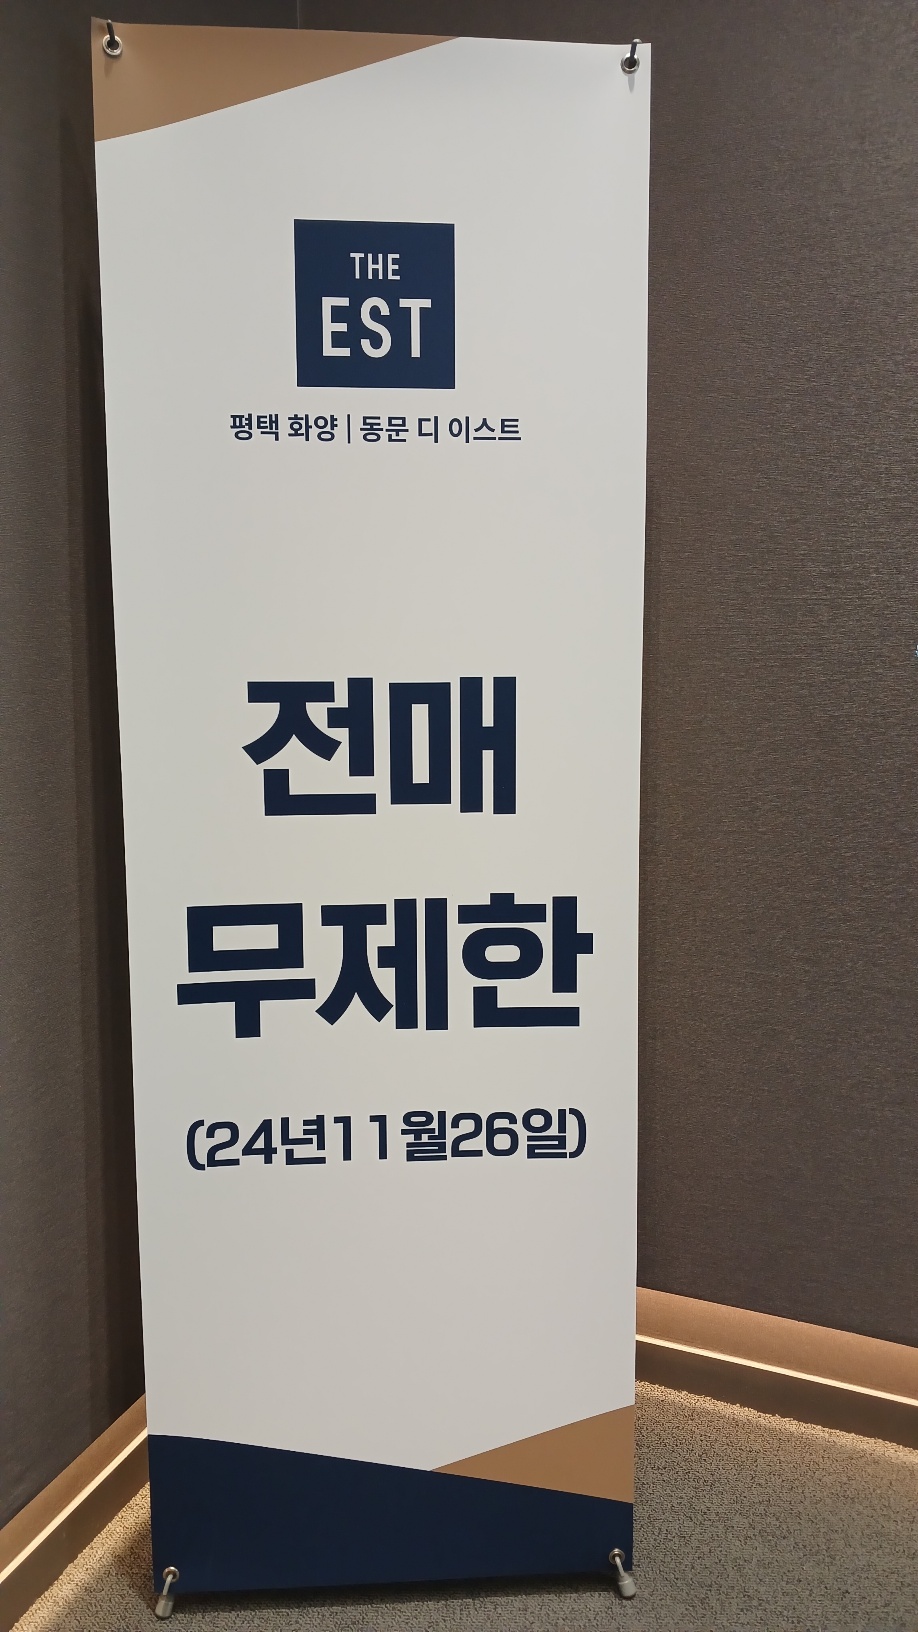 THE
EST
평택 화양 | 동문 디 이스트
전매
무제한
(24년11월26일)